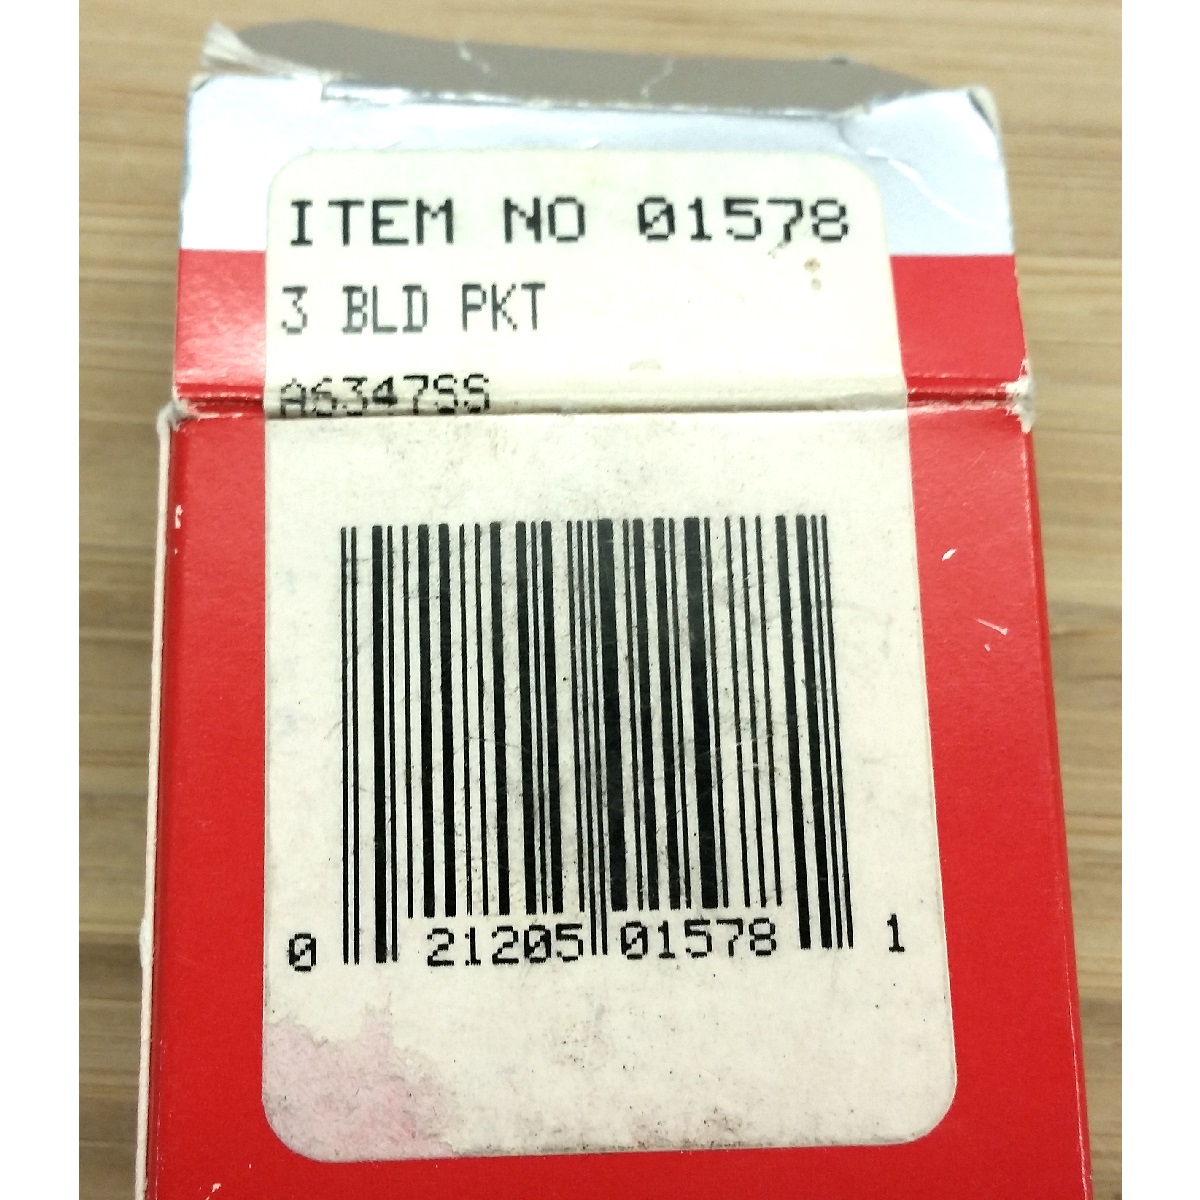 ITEM NO 01578
3 BLD PKT
A6347SS
0 21205 01578 1